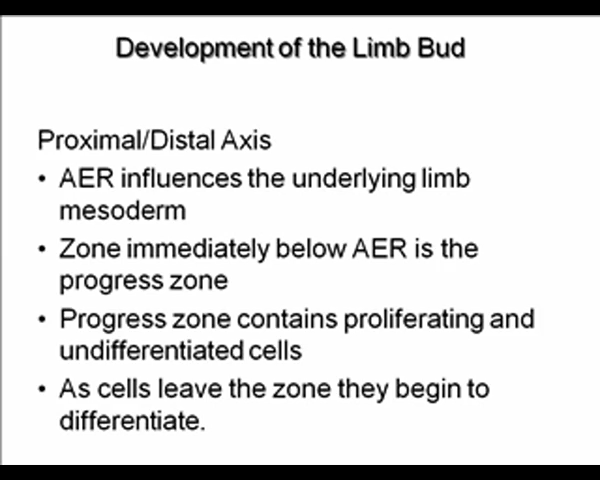 Development of the Limb Bud
Proximal/Distal Axis
• AER influences the underlying limb
mesoderm
• Zone immediately below AER is the
progress zone
• Progress zone contains proliferating and
undifferentiated cells
• As cells leave the zone they begin to
differentiate.